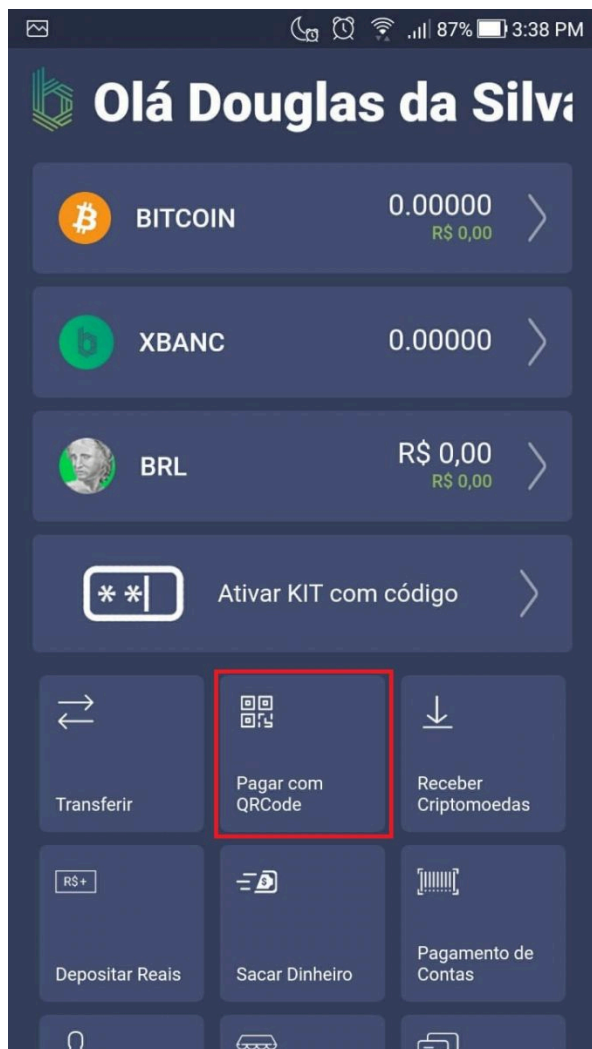 87% 3:38 PM
Olá Douglas da Silva
BITCOIN
0.00000
R$ 0,00
XBANC
0.00000
BRL
R$ 0,00
R$ 0,00
**| Ativar KIT com código
Transferir
Pagar com
QRCode
Receber
Criptomoedas
R$+
Depositar Reais
Sacar Dinheiro
Pagamento de
Contas